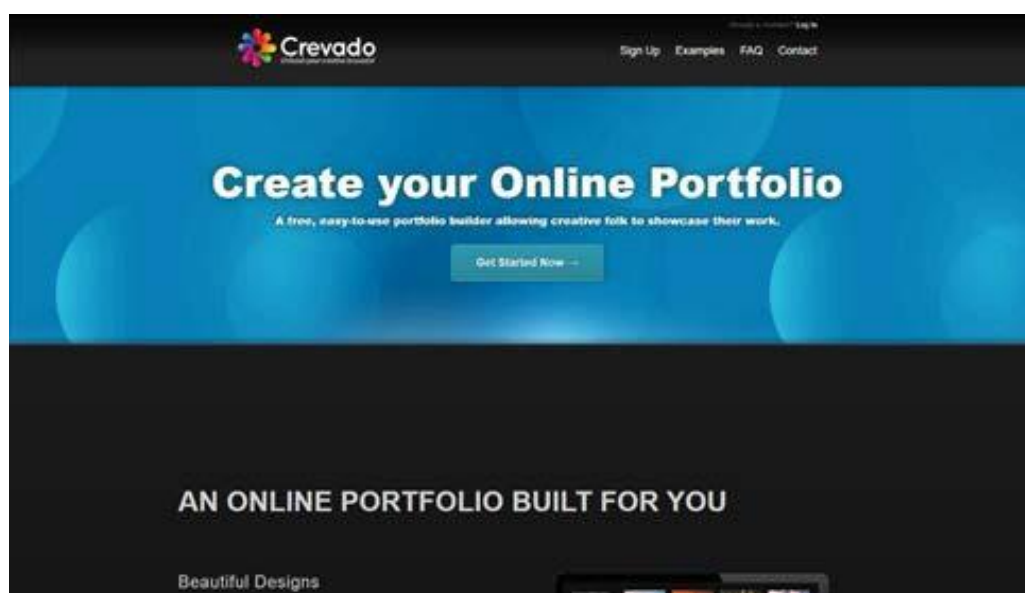 Log In
Crevado
Sign Up Examples FAQ Contact
Create your Online Portfolio
A free, easy-to-use portfolio builder allowing creative folk to showcase their work.
Get Started Now →
AN ONLINE PORTFOLIO BUILT FOR YOU
Beautiful Designs